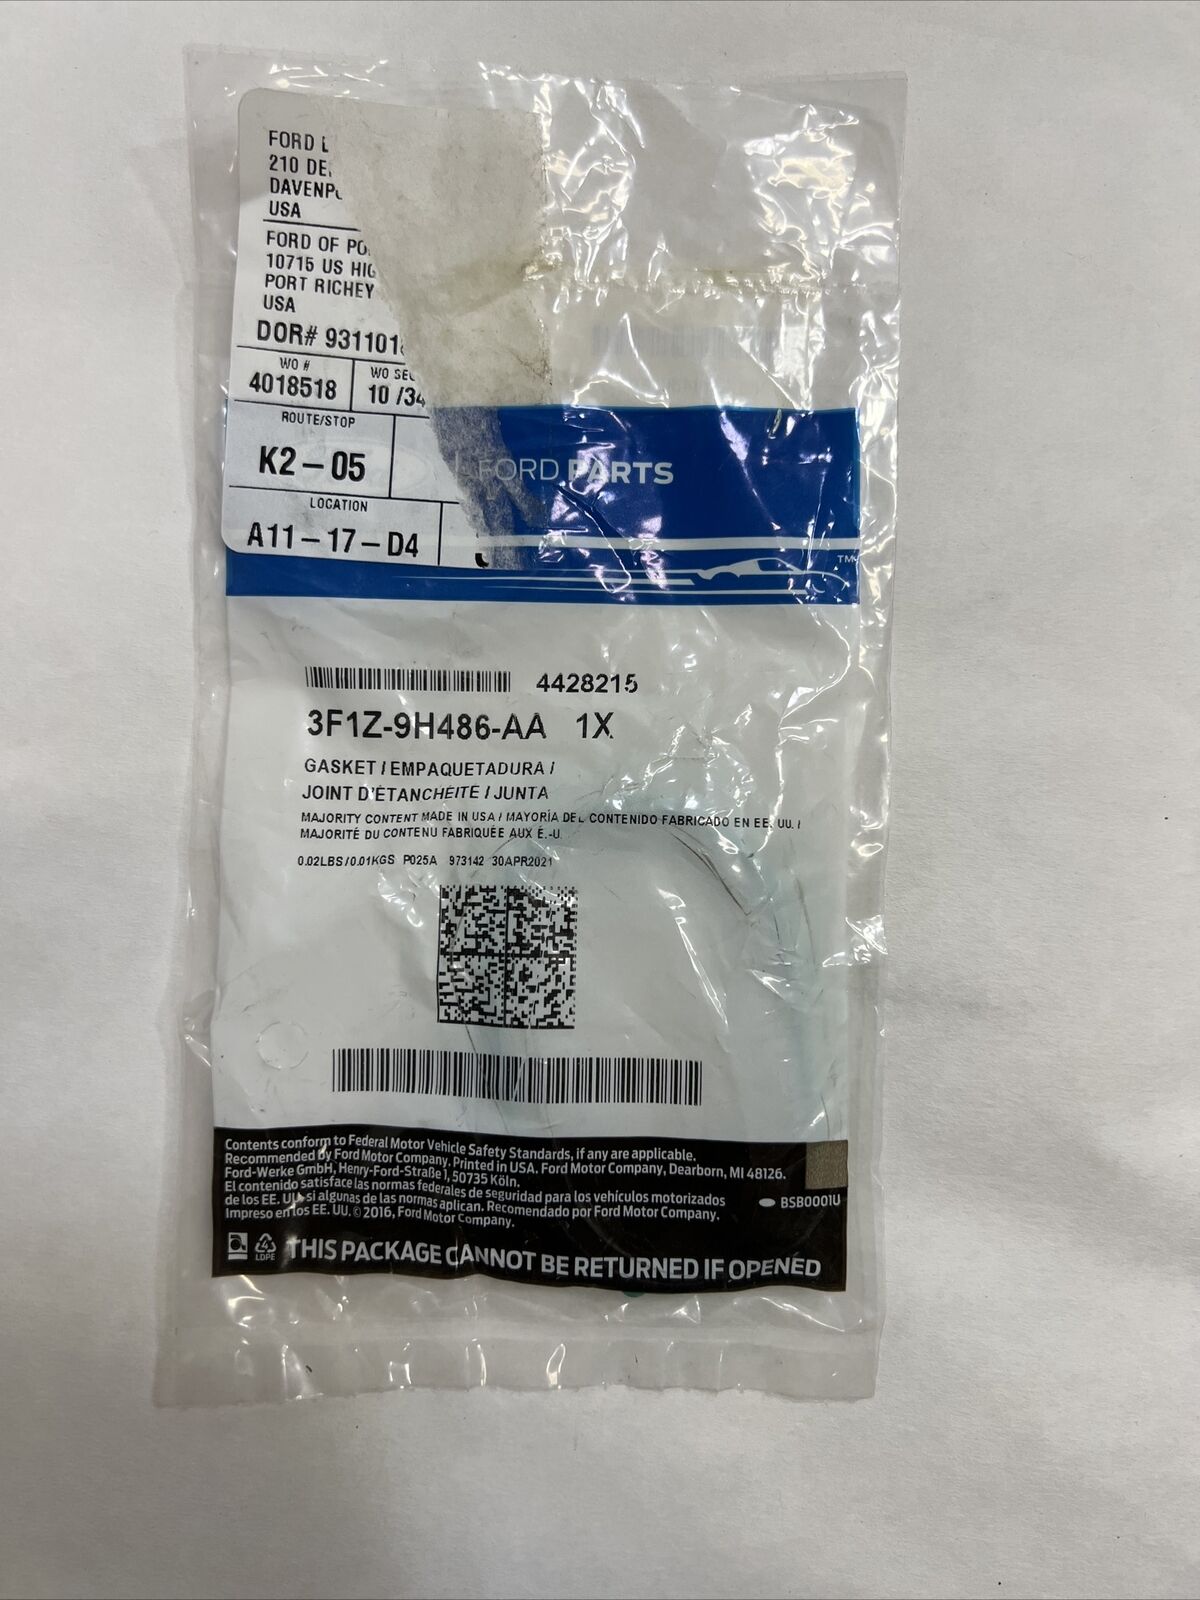 FORD
210
USA
FORD OF
10715 US
PORT RICHEY
USA
DOR#
WO #
4018518
WO
10 /34
ROUTE/STOP
K2-05
LOCATION
A11-17-D4
FORD PARTS
TM
4428215
3F1Z-9H486-AA 1X
GASKET / EMPAQUETADURA /
JOINT D'ÉTANCHÉITÉ / JUNTA
MAJORITY CONTENT MADE IN USA / MAYORÍA DEL CONTENIDO FABRICADO EN EE. UU. /
MAJORITÉ DU CONTENU FABRIQUÉE AUX É.-U.
0.02LBS/0.01KGS P025A 973142 30APR2021
Contents conform to Federal Motor Vehicle Safety Standards, if any are applicable.
Recommended by Ford Motor Company. Printed in USA. Ford Motor Company, Dearborn, MI 48126.
Ford-Werke GmbH, Henry-Ford-Straße 1, 50735 Köln.
El contenido satisface las normas federales de seguridad para los vehículos motorizados
de los EE. UU. si algunas de las normas aplican. Recomendado por Ford Motor Company.
Impreso en los EE. UU. © 2016, Ford Motor Company.
BSB0001U
4
LDPE
THIS PACKAGE CANNOT BE RETURNED IF OPENED